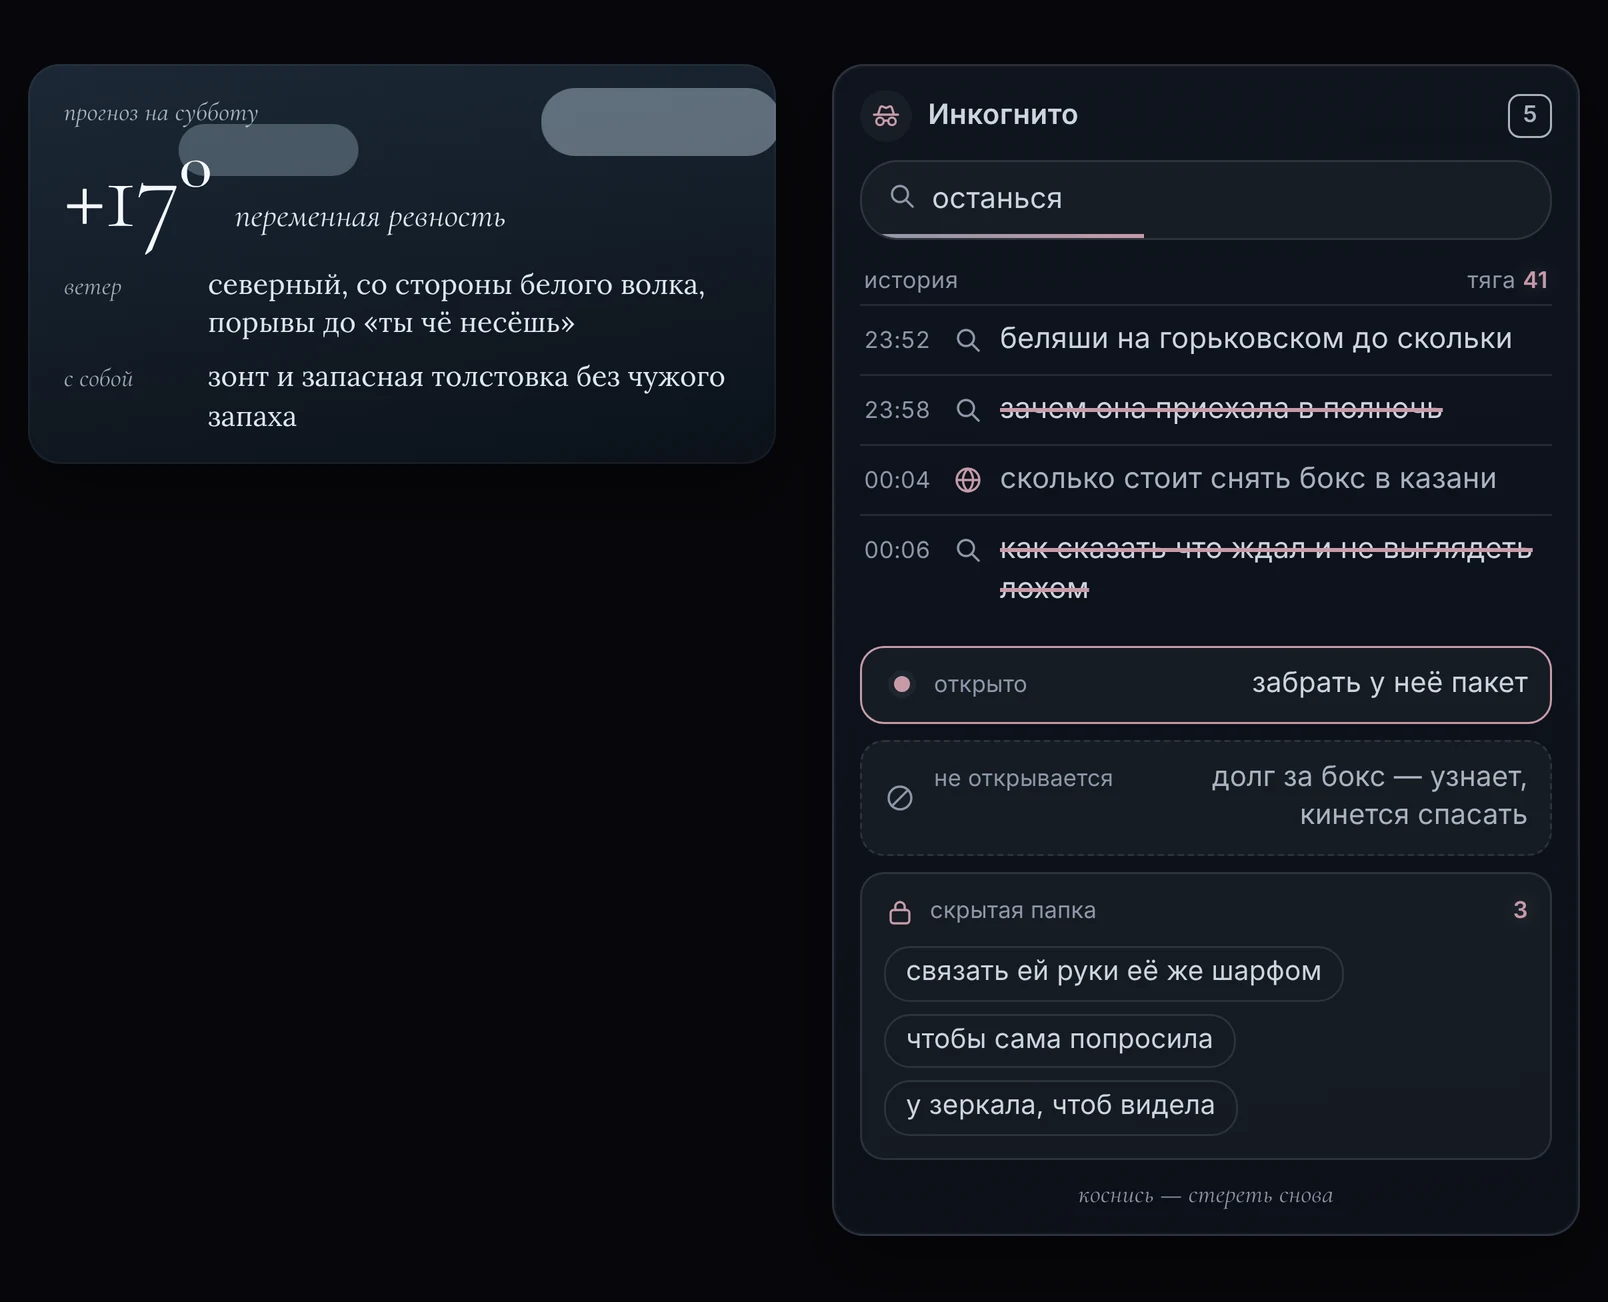 прогноз на субботу
+17°
переменная ревность
ветер
северный, со стороны белого волка,
порывы до «ты чё несёшь»
с собой
зонт и запасная толстовка без чужого
запаха
Инкогнито
5
останься
история
тяга 41
23:52 беляши на горьковском до скольки
23:58 зачем она приехала в полночь
00:04 сколько стоит снять бокс в казани
00:06 как сказать что ждал и не выглядеть
лохом
открыто
забрать у неё пакет
не открывается
долг за бокс — узнает,
кинется спасать
скрытая папка
3
связать ей руки её же шарфом
чтобы сама попросила
у зеркала, чтоб видела
коснись — стереть снова